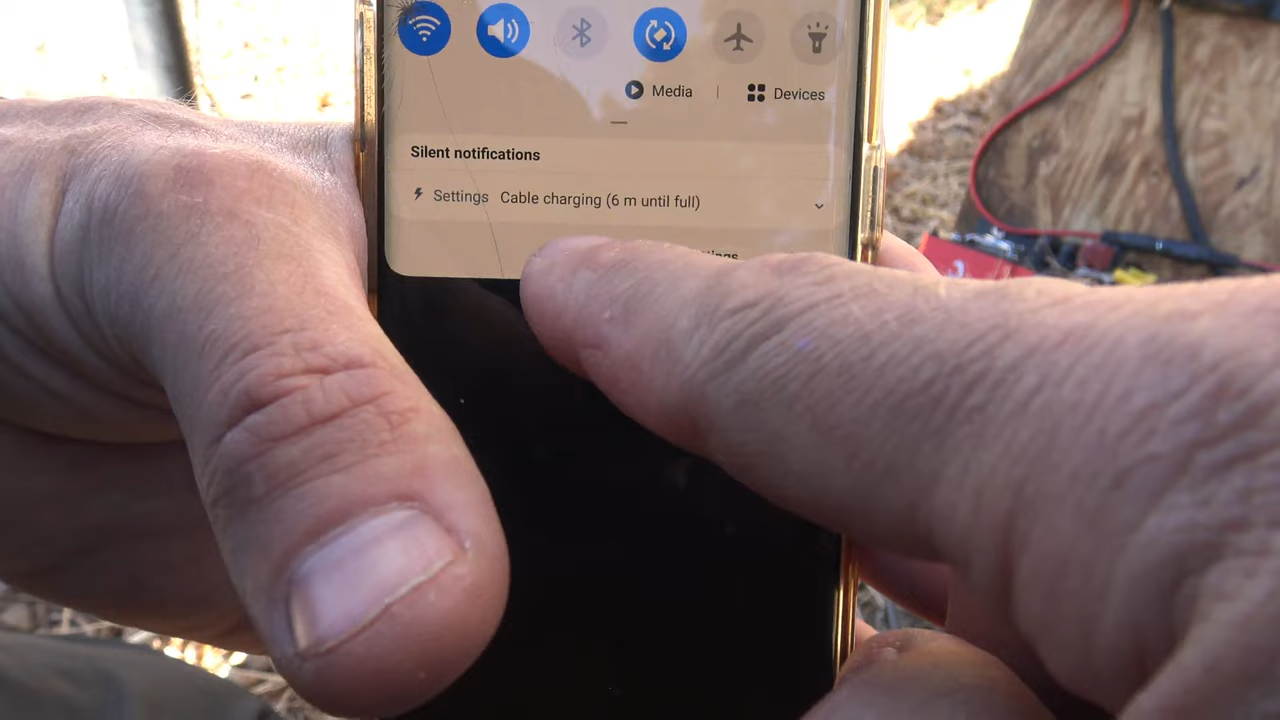 Media | Devices
Silent notifications
Settings Cable charging (6 m until full)